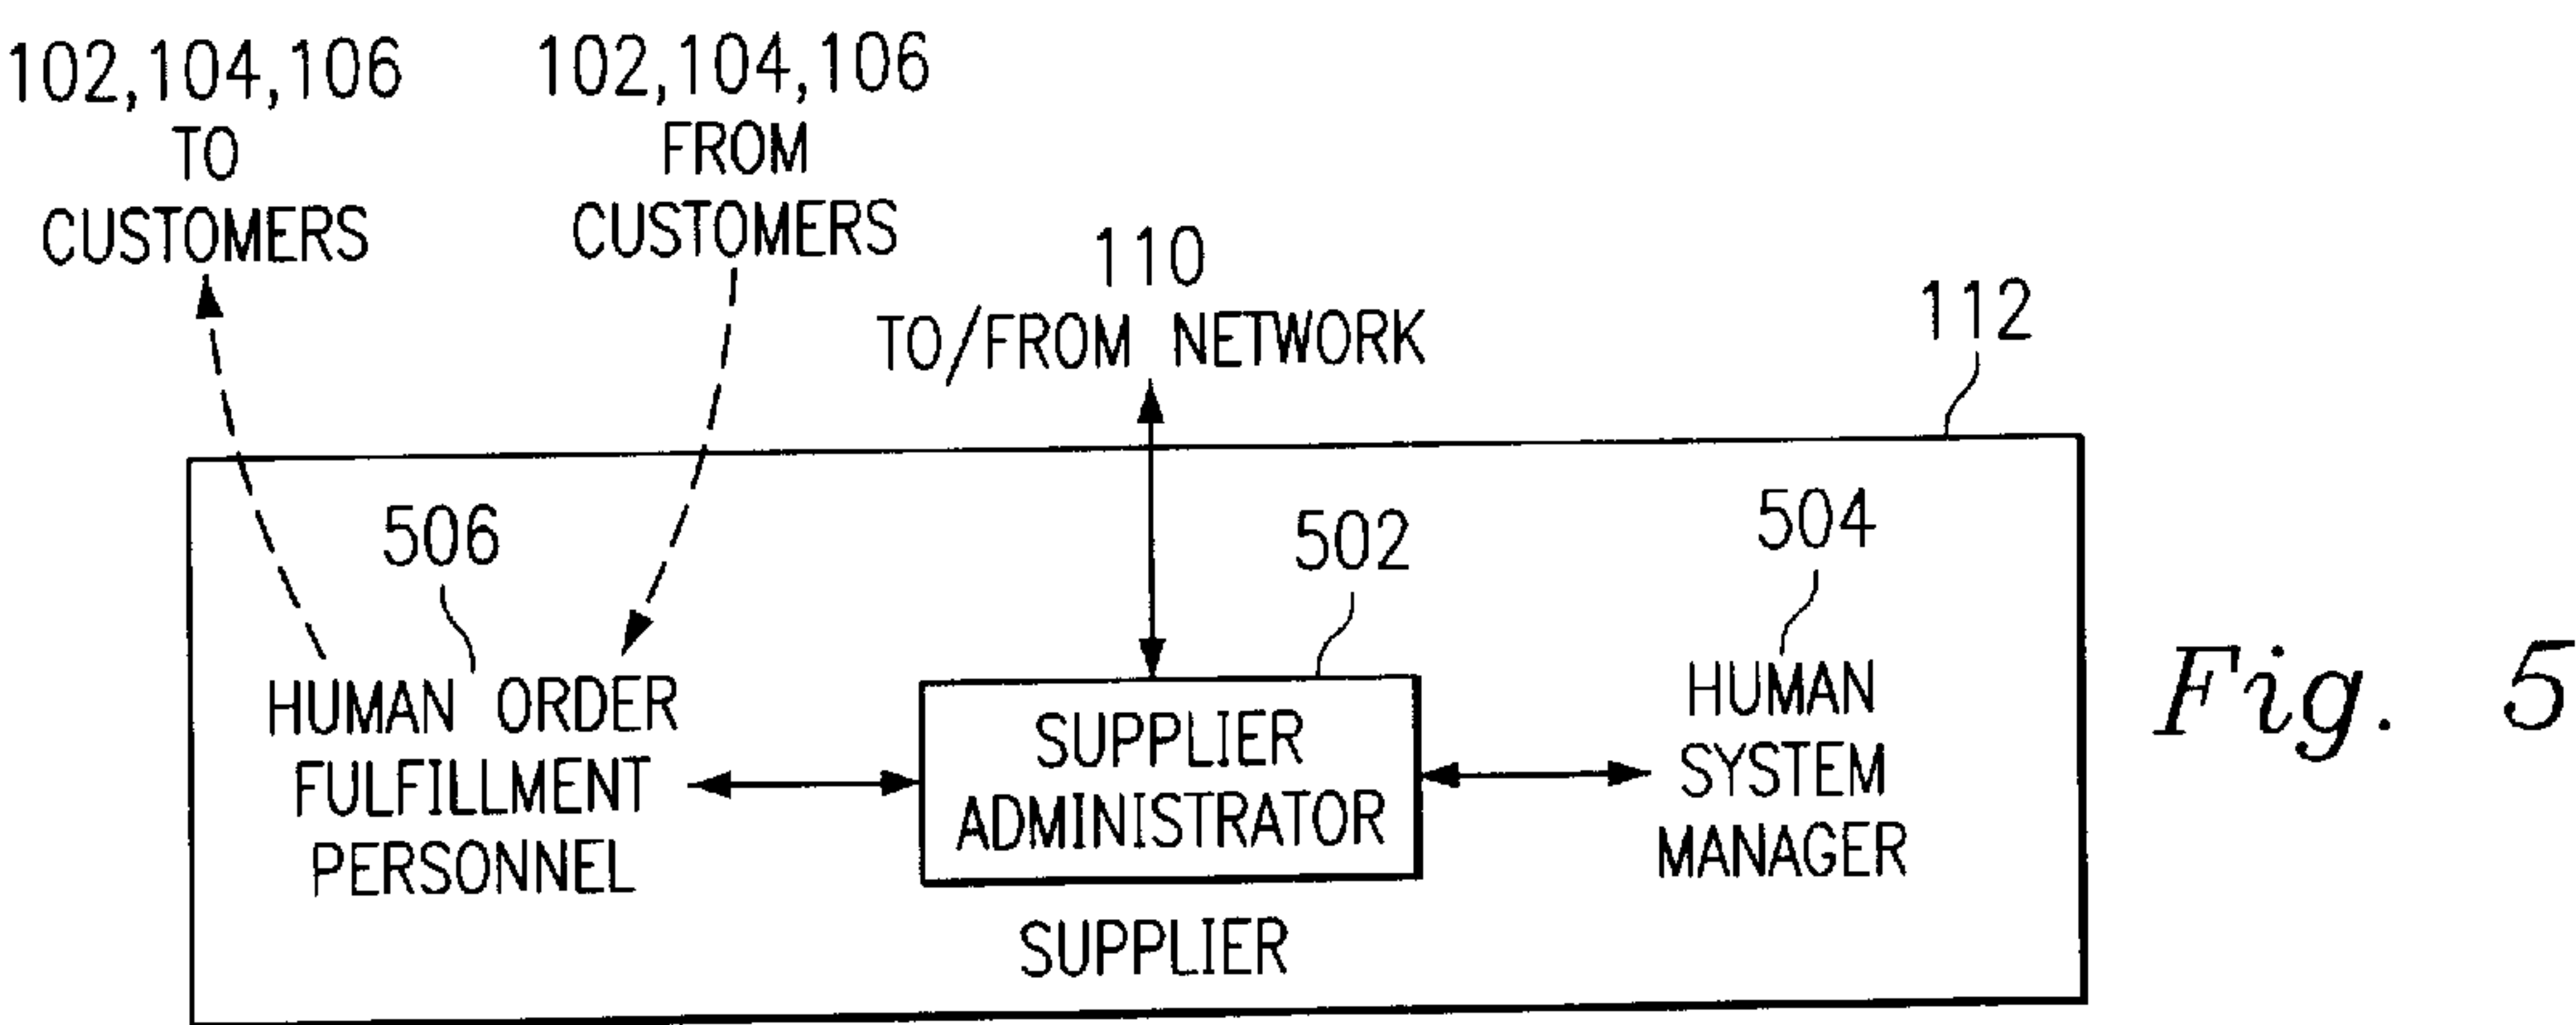 102,104,106
TO
CUSTOMERS
102,104,106
FROM
CUSTOMERS
110
TO/FROM NETWORK
112
506
502
504
HUMAN ORDER
FULFILLMENT
PERSONNEL
SUPPLIER
ADMINISTRATOR
HUMAN
SYSTEM
MANAGER
SUPPLIER
Fig. 5